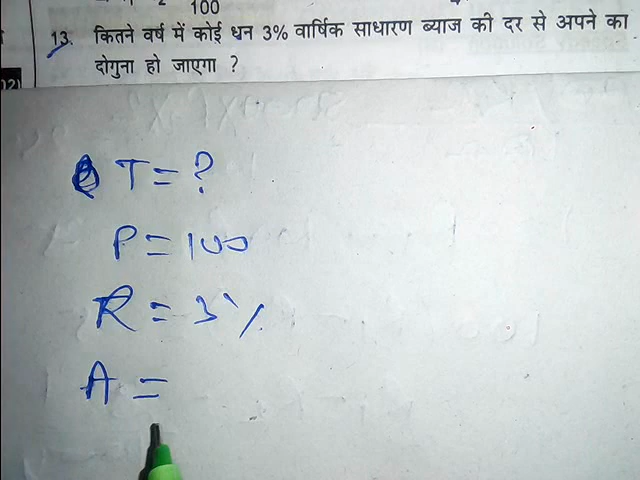 100
13. कितने वर्ष में कोई धन 3% वार्षिक साधारण ब्याज की दर से अपने का
दोगुना हो जाएगा ?
T = ?
P = 100
R = 3%
A =